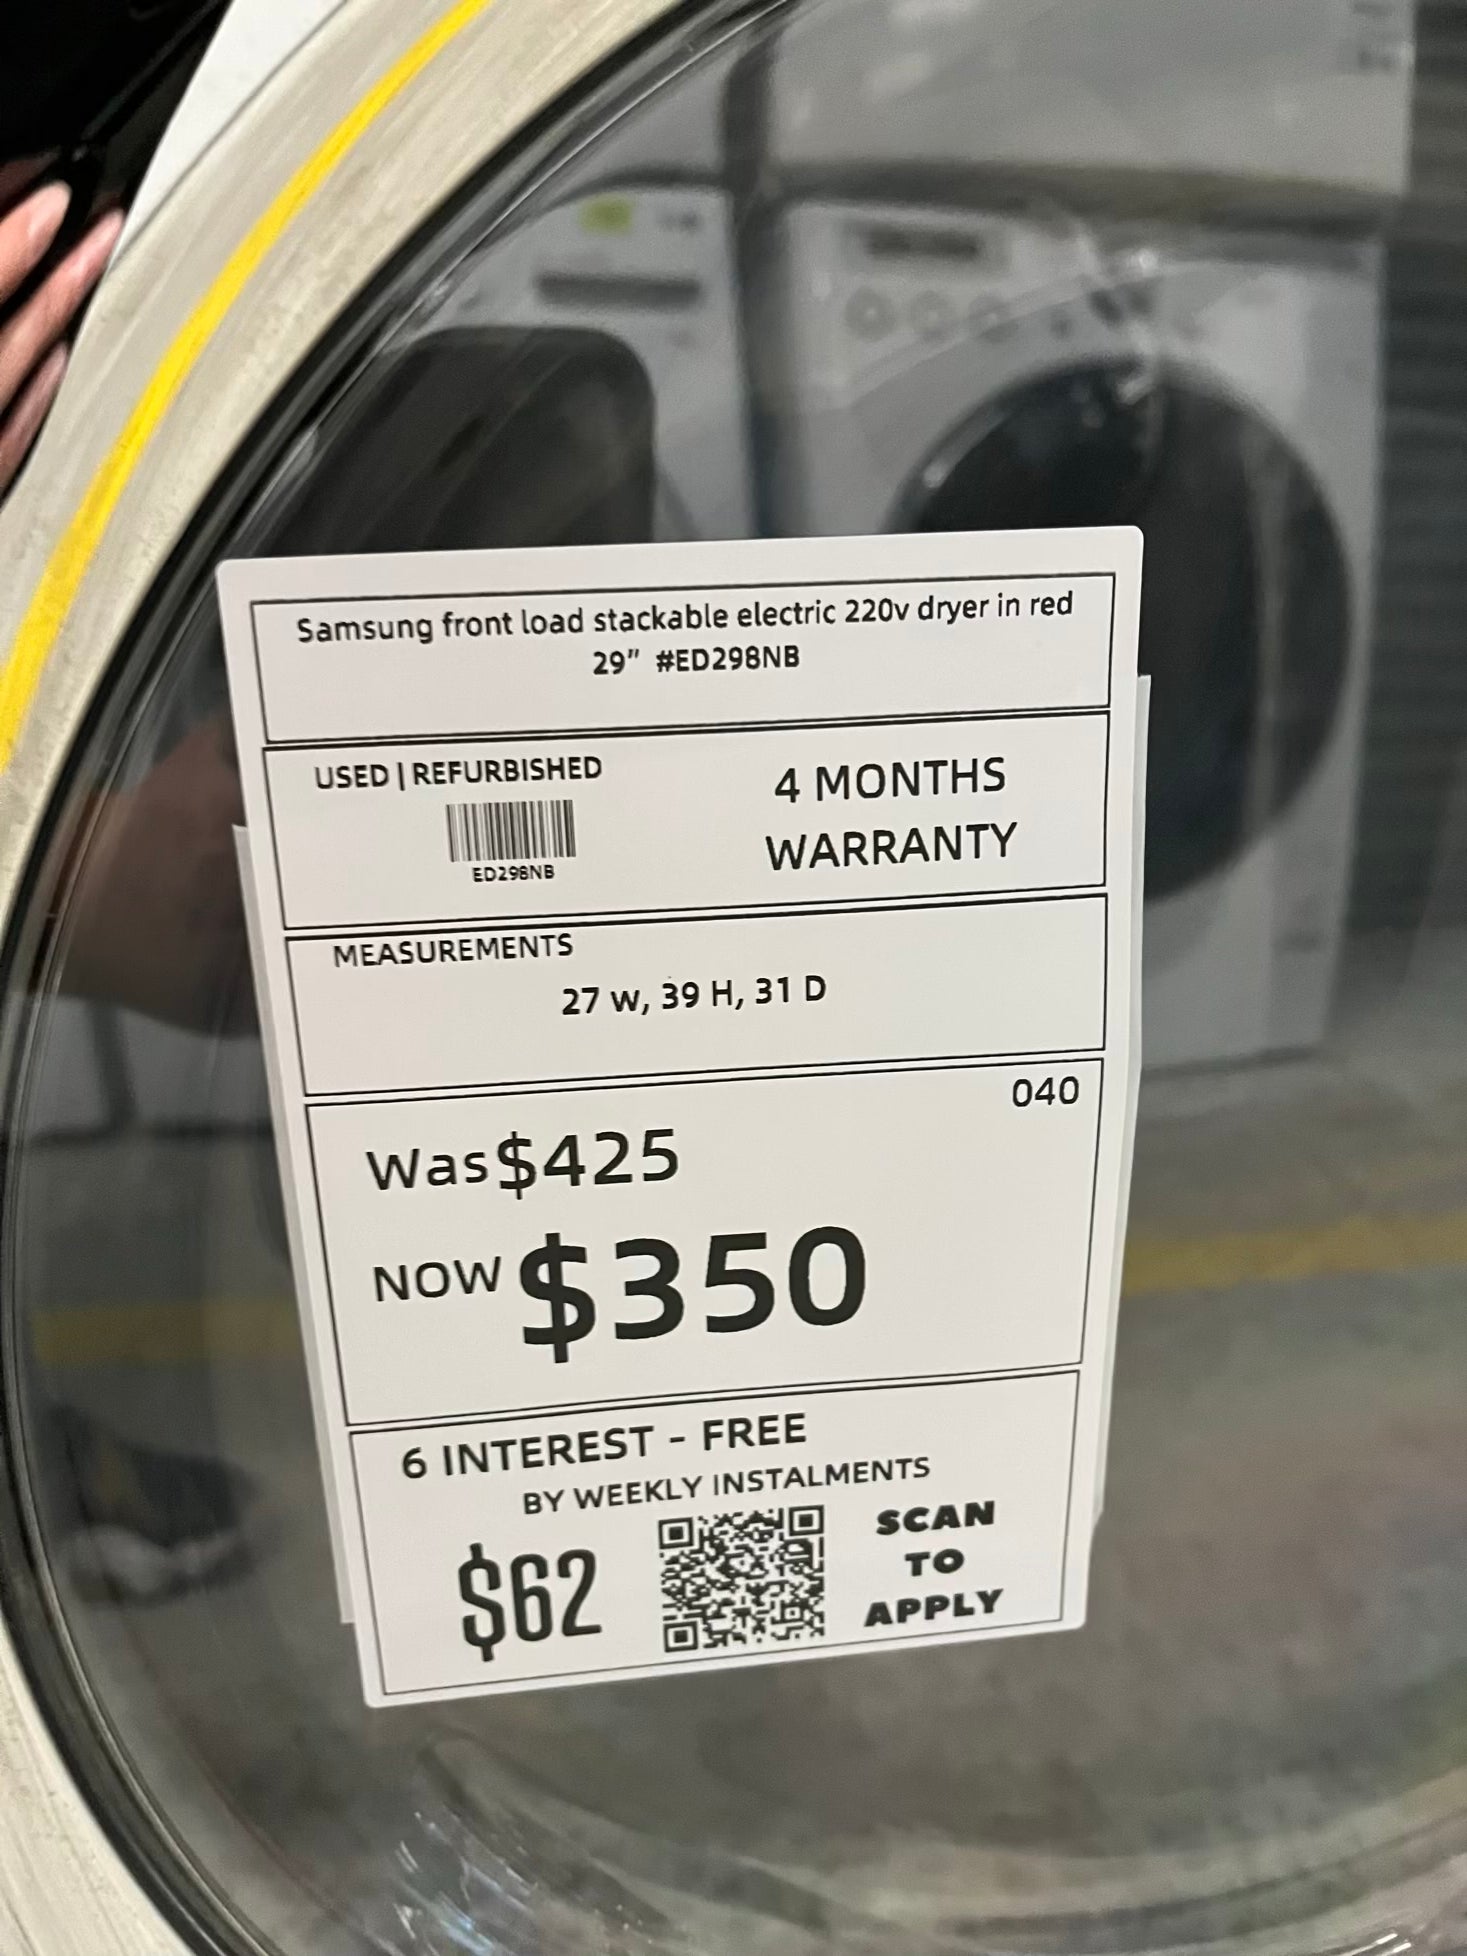 Samsung front load stackable electric 220v dryer in red
29” #ED298NB
USED | REFURBISHED
ED298NB
4 MONTHS
WARRANTY
MEASUREMENTS
27 w, 39 H, 31 D
040
Was $425
NOW $350
6 INTEREST - FREE
BY WEEKLY INSTALMENTS
$62
SCAN
TO
APPLY